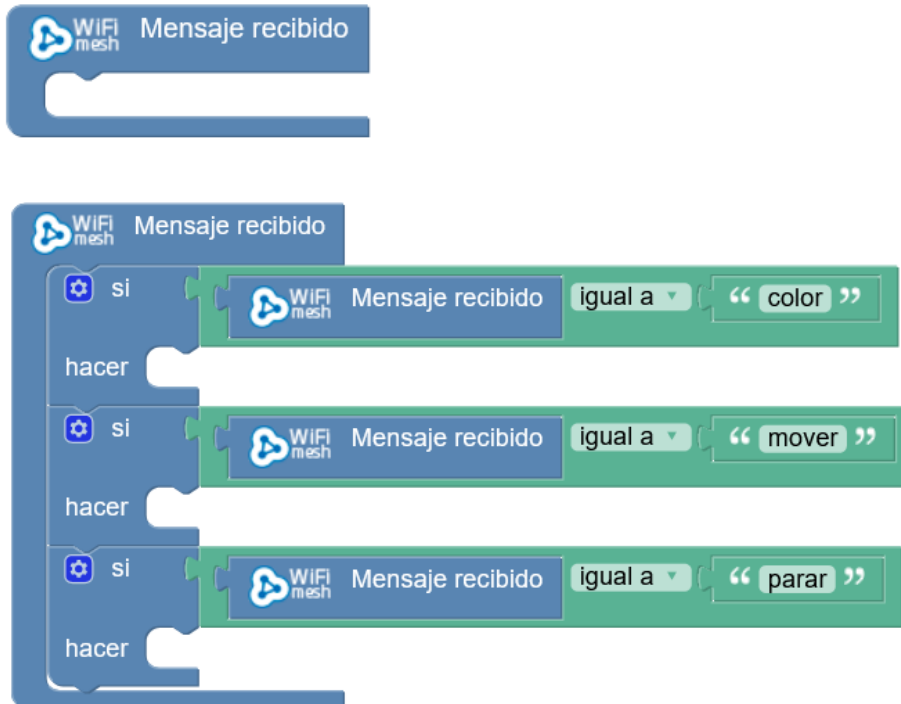 WiFi mesh Mensaje recibido
WiFi mesh Mensaje recibido
si WiFi mesh Mensaje recibido igual a “ color ”
hacer
si WiFi mesh Mensaje recibido igual a “ mover ”
hacer
si WiFi mesh Mensaje recibido igual a “ parar ”
hacer